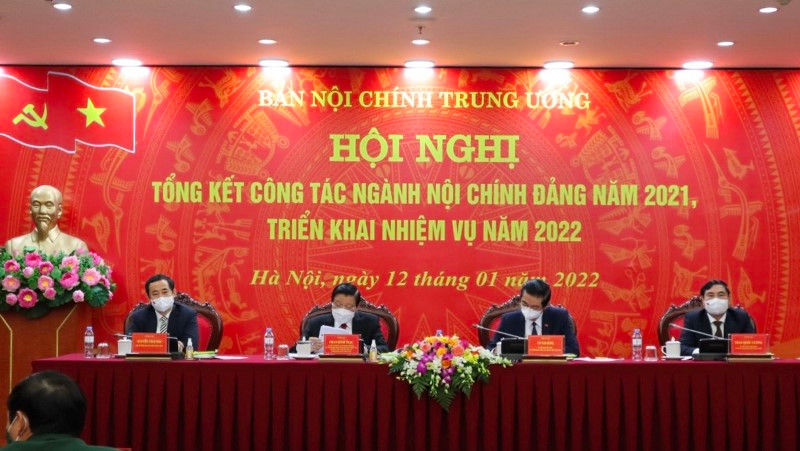 BAN NỘI CHÍNH TRUNG ƯƠNG
HỘI NGHỊ
TỔNG KẾT CÔNG TÁC NGÀNH NỘI CHÍNH ĐẢNG NĂM 2021,
TRIỂN KHAI NHIỆM VỤ NĂM 2022
Hà Nội, ngày 12 tháng 01 năm 2022